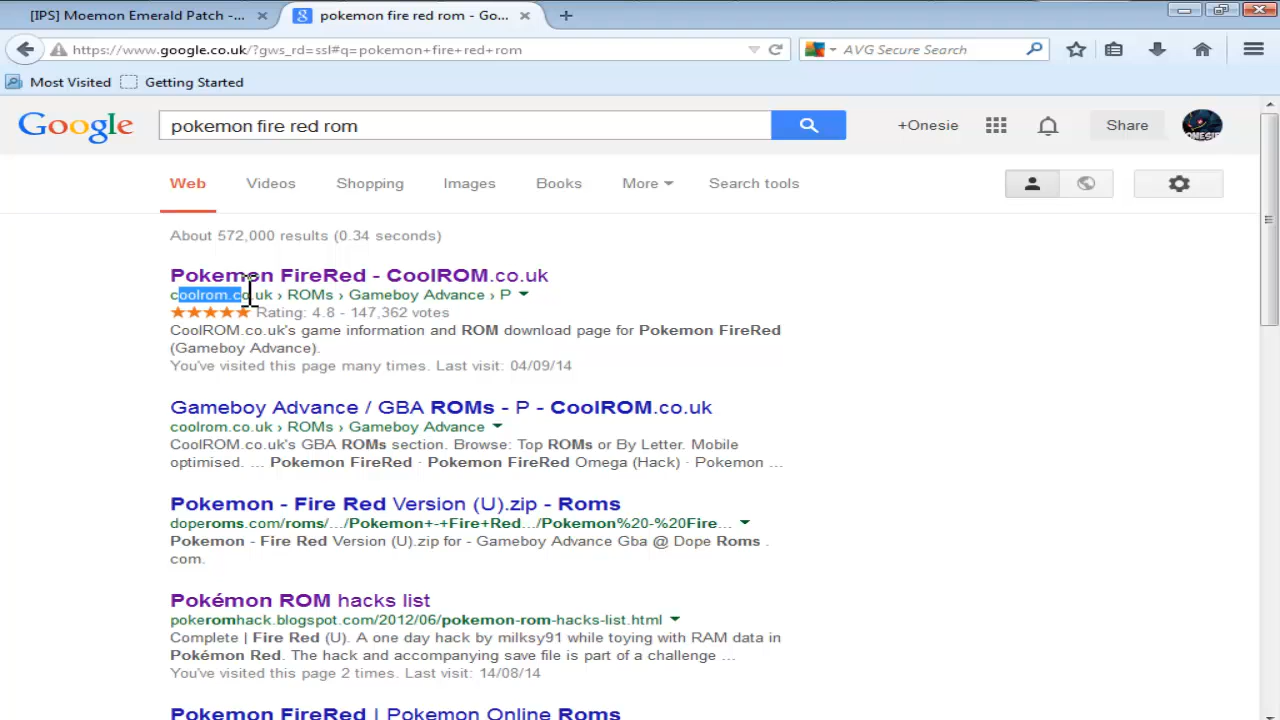 [IPS] Moemon Emerald Patch -...
pokemon fire red rom - Go...
https://www.google.co.uk/?gws_rd=ssl#q=pokemon+fire+red+rom
AVG Secure Search
Most Visited
Getting Started
Google
pokemon fire red rom
+Onesie
Share
ONESIE
Web
Videos
Shopping
Images
Books
More
Search tools
About 572,000 results (0.34 seconds)
Pokemon FireRed - CoolROM.co.uk
coolrom.co.uk › ROMs › Gameboy Advance › P
Rating: 4.8 - 147,362 votes
CoolROM.co.uk's game information and ROM download page for Pokemon FireRed
(Gameboy Advance).
You've visited this page many times. Last visit: 04/09/14
Gameboy Advance / GBA ROMs - P - CoolROM.co.uk
coolrom.co.uk › ROMs › Gameboy Advance
CoolROM.co.uk's GBA ROMs section. Browse: Top ROMs or By Letter. Mobile
optimised. ... Pokemon FireRed · Pokemon FireRed Omega (Hack) · Pokemon ...
Pokemon - Fire Red Version (U).zip - Roms
doperoms.com/roms/.../Pokemon+-+Fire+Red.../Pokemon%20-%20Fire...
Pokemon - Fire Red Version (U).zip for - Gameboy Advance Gba @ Dope Roms .
com.
Pokémon ROM hacks list
pokeromhack.blogspot.com/2012/06/pokemon-rom-hacks-list.html
Complete | Fire Red (U). A one day hack by milksy91 while toying with RAM data in
Pokémon Red. The hack and accompanying save file is part of a challenge ...
You've visited this page 2 times. Last visit: 14/08/14
Pokemon FireRed | Pokemon Online Roms